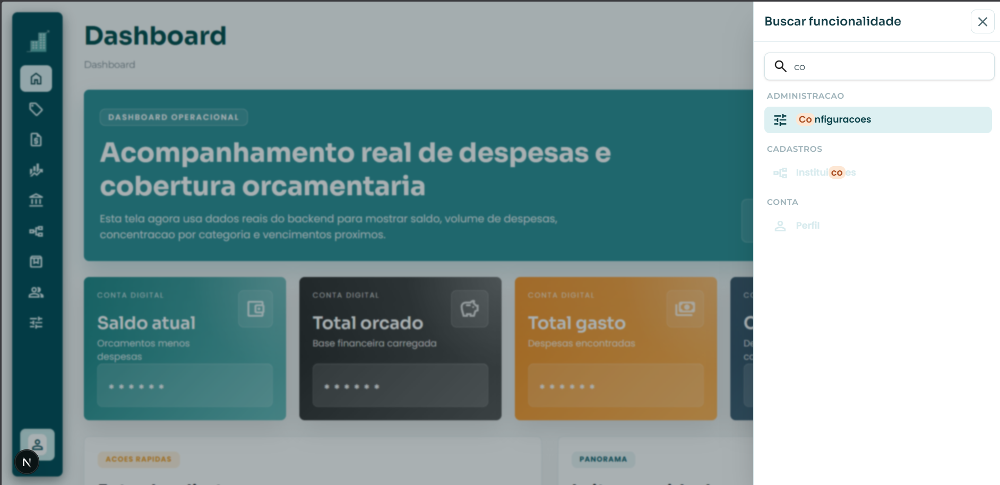 Dashboard
Dashboard
DASHBOARD OPERACIONAL
Acompanhamento real de despesas e
cobertura orcamentaria
Esta tela agora usa dados reais do backend para mostrar saldo, volume de despesas,
concentracao por categoria e vencimentos proximos.
CONTA DIGITAL
Saldo atual
Orcamentos menos
despesas
******
CONTA DIGITAL
Total orcado
Base financeira carregada
******
CONTA DIGITAL
Total gasto
Despesas encontradas
******
ACOES RAPIDAS
PANORAMA
N
Buscar funcionalidade
co
ADMINISTRACAO
Configuracoes
CADASTROS
Instituicoes
CONTA
Perfil